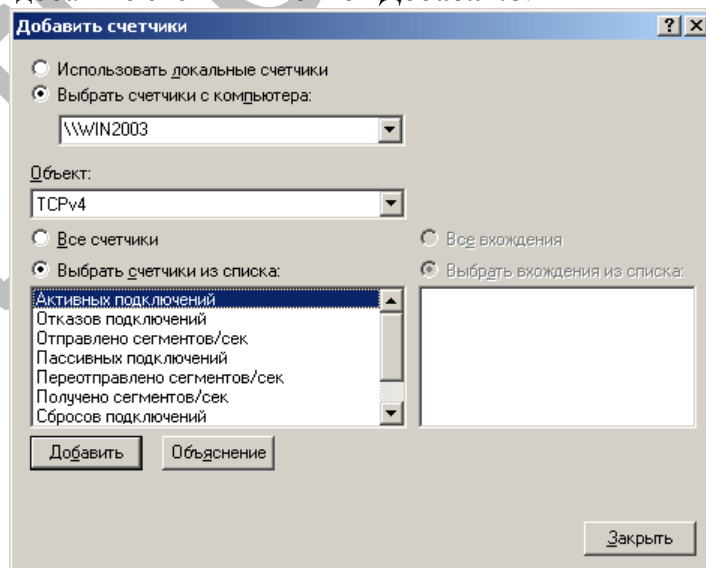 Добавить счетчики
Использовать локальные счетчики
Выбрать счетчики с компьютера:
\\WIN2003
Объект:
TCPv4
Все счетчики
Все вхождения
Выбрать счетчики из списка:
Выбрать вхождения из списка:
Активных подключений
Отказов подключений
Отправлено сегментов/сек
Пассивных подключений
Переотправлено сегментов/сек
Получено сегментов/сек
Сбросов подключений
Добавить
Объяснение
Закрыть